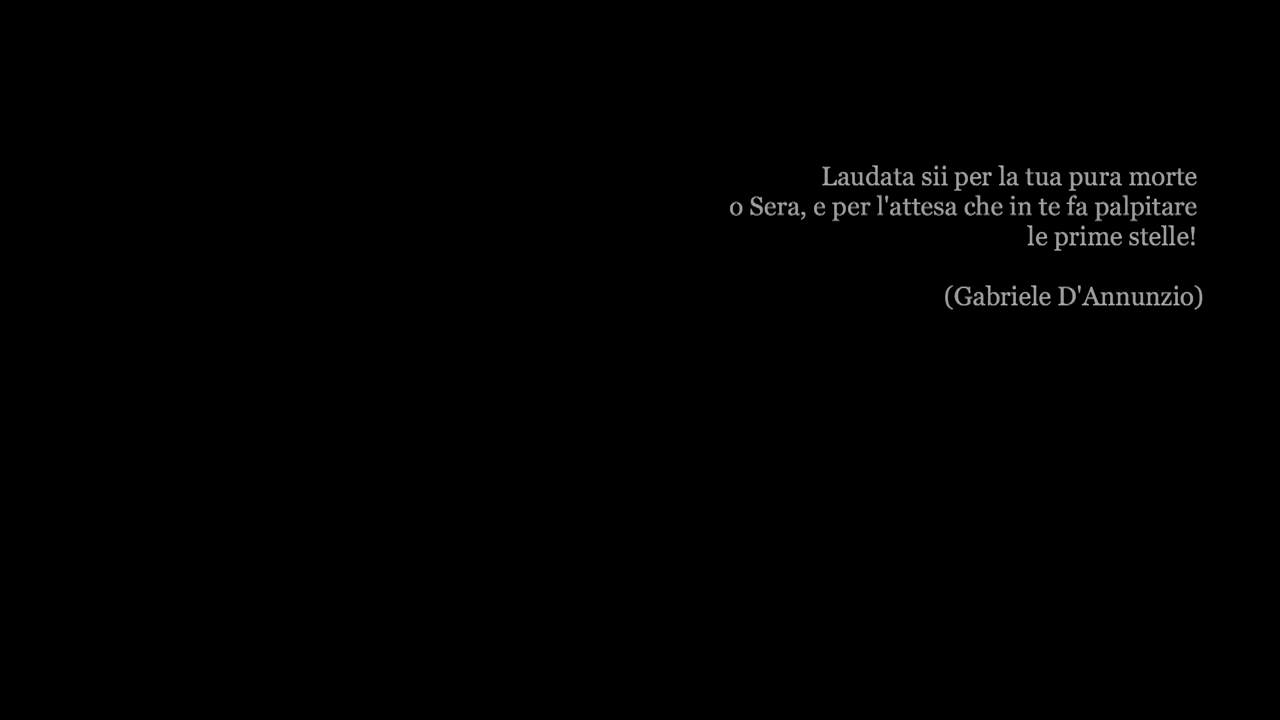 Laudata sii per la tua pura morte
o Sera, e per l'attesa che in te fa palpitare
le prime stelle!
(Gabriele D'Annunzio)